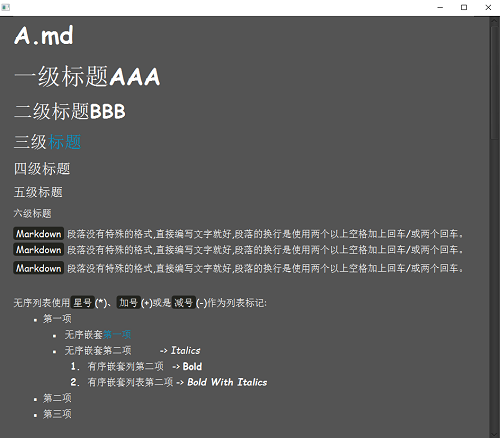 A.md
一级标题AAA
二级标题BBB
三级标题
四级标题
五级标题
六级标题
Markdown 段落没有特殊的格式,直接编写文字就好,段落的换行是使用两个以上空格加上回车/或两个回车。
Markdown 段落没有特殊的格式,直接编写文字就好,段落的换行是使用两个以上空格加上回车/或两个回车。
Markdown 段落没有特殊的格式,直接编写文字就好,段落的换行是使用两个以上空格加上回车/或两个回车。
无序列表使用 星号 (*)、 加号 (+)或是 减号 (-)作为列表标记:
• 第一项
• 无序嵌套第一项
• 无序嵌套第二项 -> Italics
1. 有序嵌套列第二项 -> Bold
2. 有序嵌套列表第二项 -> Bold With Italics
• 第二项
• 第三项